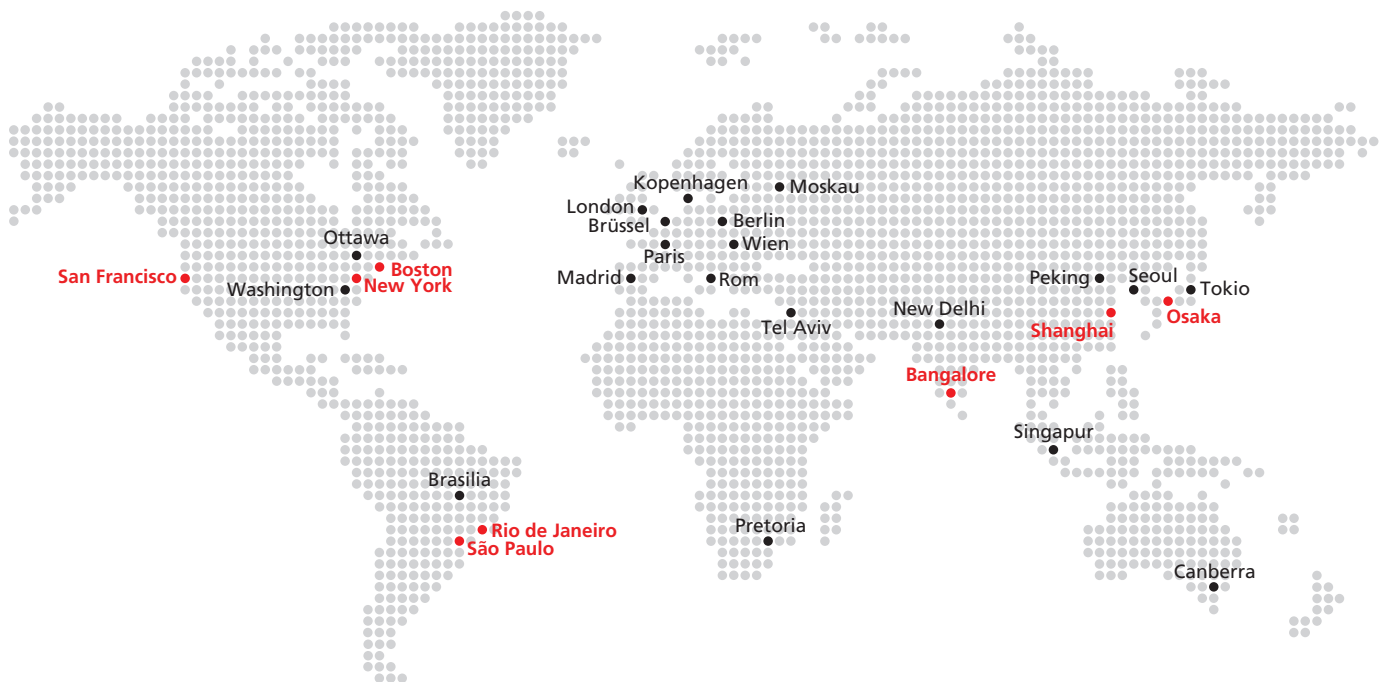 Kopenhagen
Moskau
London
Brüssel
Berlin
Ottawa
Wien
Paris
San Francisco
Boston
New York
Washington
Madrid
Rom
Peking
Seoul
Tokio
New Delhi
Tel Aviv
Shanghai
Osaka
Bangalore
Singapur
Brasilia
Rio de Janeiro
São Paulo
Pretoria
Canberra